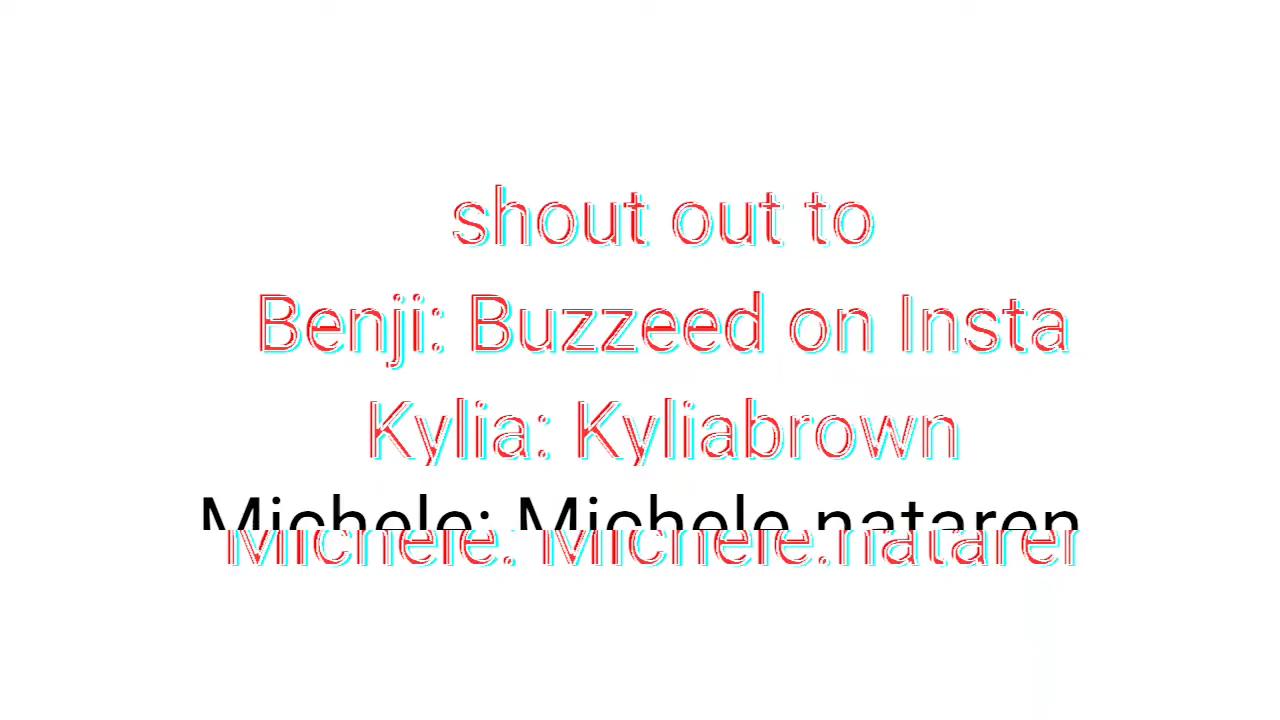 shout out to
Benji: Buzzeed on Insta
Kylia: Kyliabrown
Michele: Michele.nataren